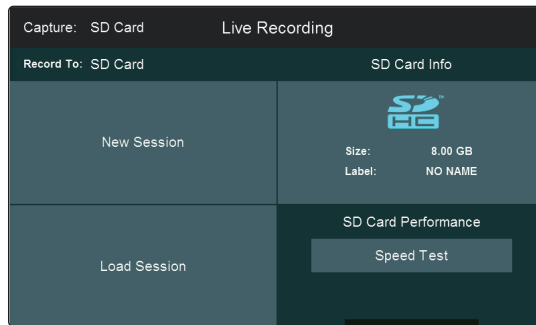 Capture: SD Card Live Recording
Record To: SD Card SD Card Info
New Session
SD HC ™
Size: 8.00 GB
Label: NO NAME
SD Card Performance
Speed Test
Load Session